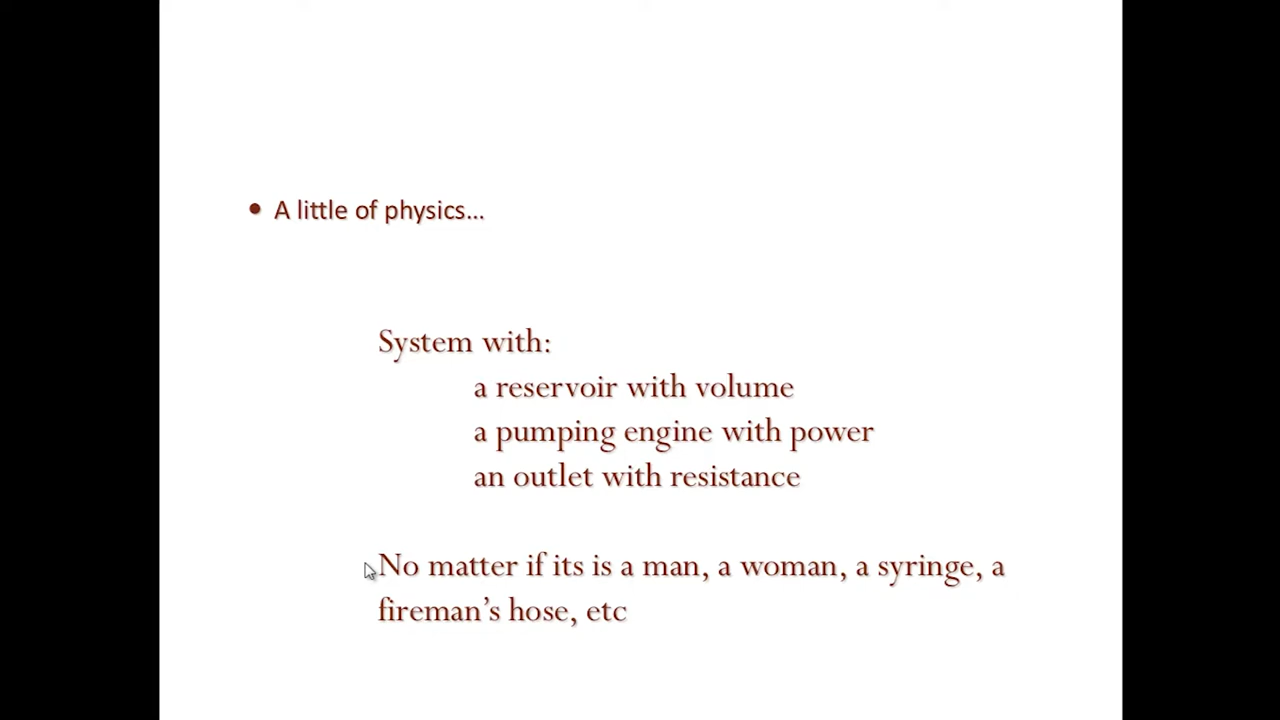 • A little of physics...
System with:
a reservoir with volume
a pumping engine with power
an outlet with resistance
No matter if its is a man, a woman, a syringe, a
fireman's hose, etc